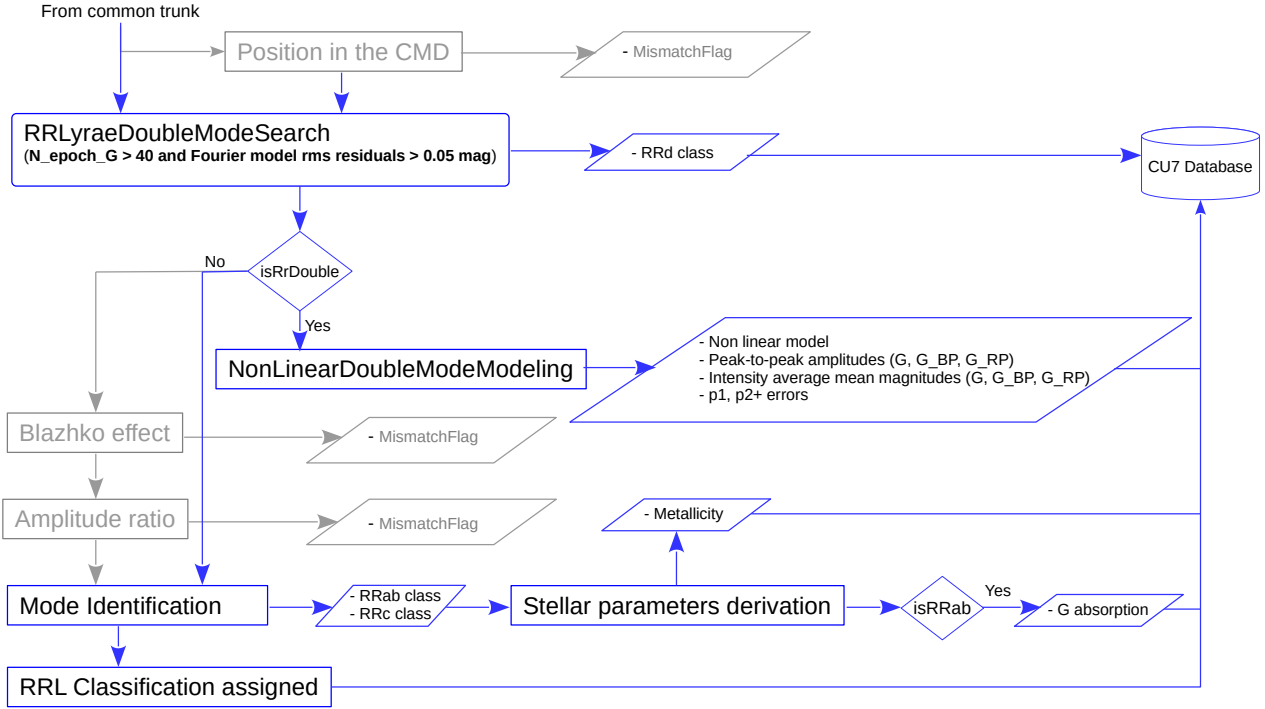 From common trunk
Position in the CMD
- MismatchFlag
RRLyraeDoubleModeSearch
(N_epoch_G > 40 and Fourier model rms residuals > 0.05 mag)
- RRd class
CU7 Database
No
isRrDouble
Yes
NonLinearDoubleModeModeling
- Non linear model
- Peak-to-peak amplitudes (G, G_BP, G_RP)
- Intensity average mean magnitudes (G, G_BP, G_RP)
- p1, p2+ errors
Blazhko effect
- MismatchFlag
Amplitude ratio
- MismatchFlag
- Metallicity
Mode Identification
- RRab class
- RRc class
Stellar parameters derivation
isRRab
Yes
- G absorption
RRL Classification assigned